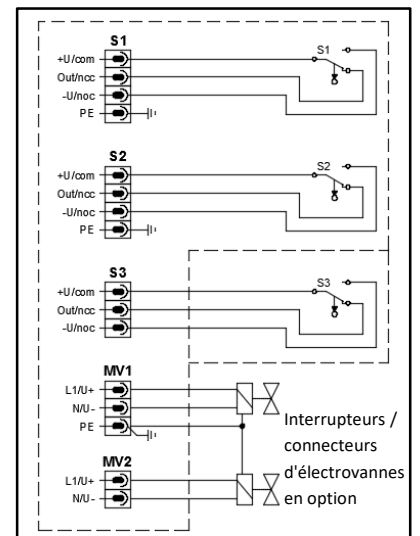 S1
S1
+U/com
Out/ncc
-U/noc
PE
S2
S2
+U/com
Out/ncc
-U/noc
PE
S3
S3
+U/com
Out/ncc
-U/noc
MV1
L1/U+
N/U-
PE
Interrupteurs /
connecteurs
d'électrovannes
en option
MV2
L1/U+
N/U-